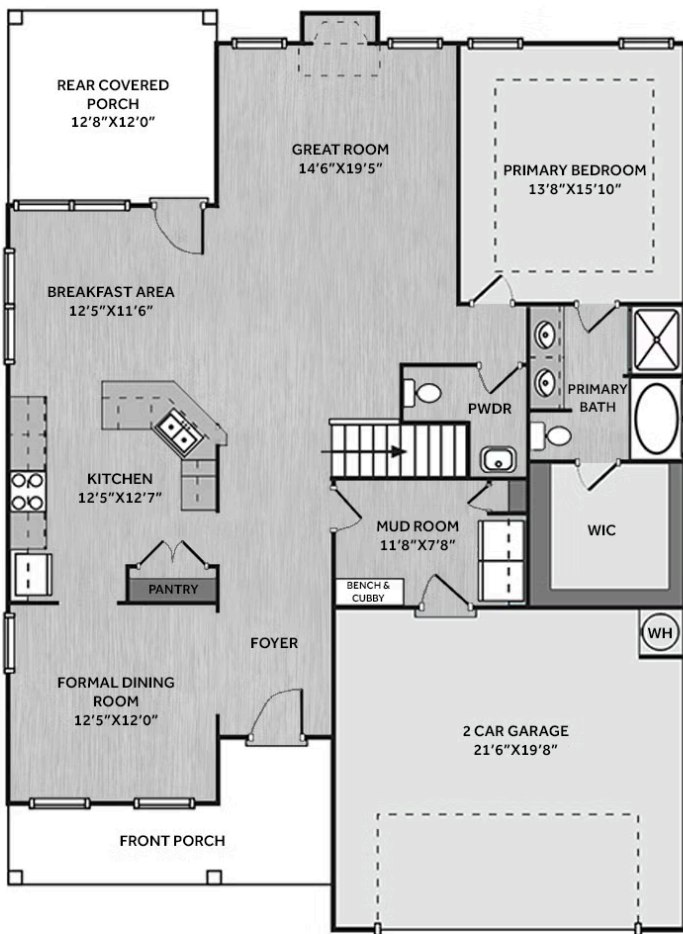 REAR COVERED
PORCH
12'8"X12'0"
GREAT ROOM
14'6"X19'5"
PRIMARY BEDROOM
13'8"X15'10"
BREAKFAST AREA
12'5"X11'6"
PWDR
PRIMARY
BATH
KITCHEN
12'5"X12'7"
MUD ROOM
11'8"X7'8"
WIC
PANTRY
BENCH &
CUBBY
FOYER
WH
FORMAL DINING
ROOM
12'5"X12'0"
2 CAR GARAGE
21'6"X19'8"
FRONT PORCH